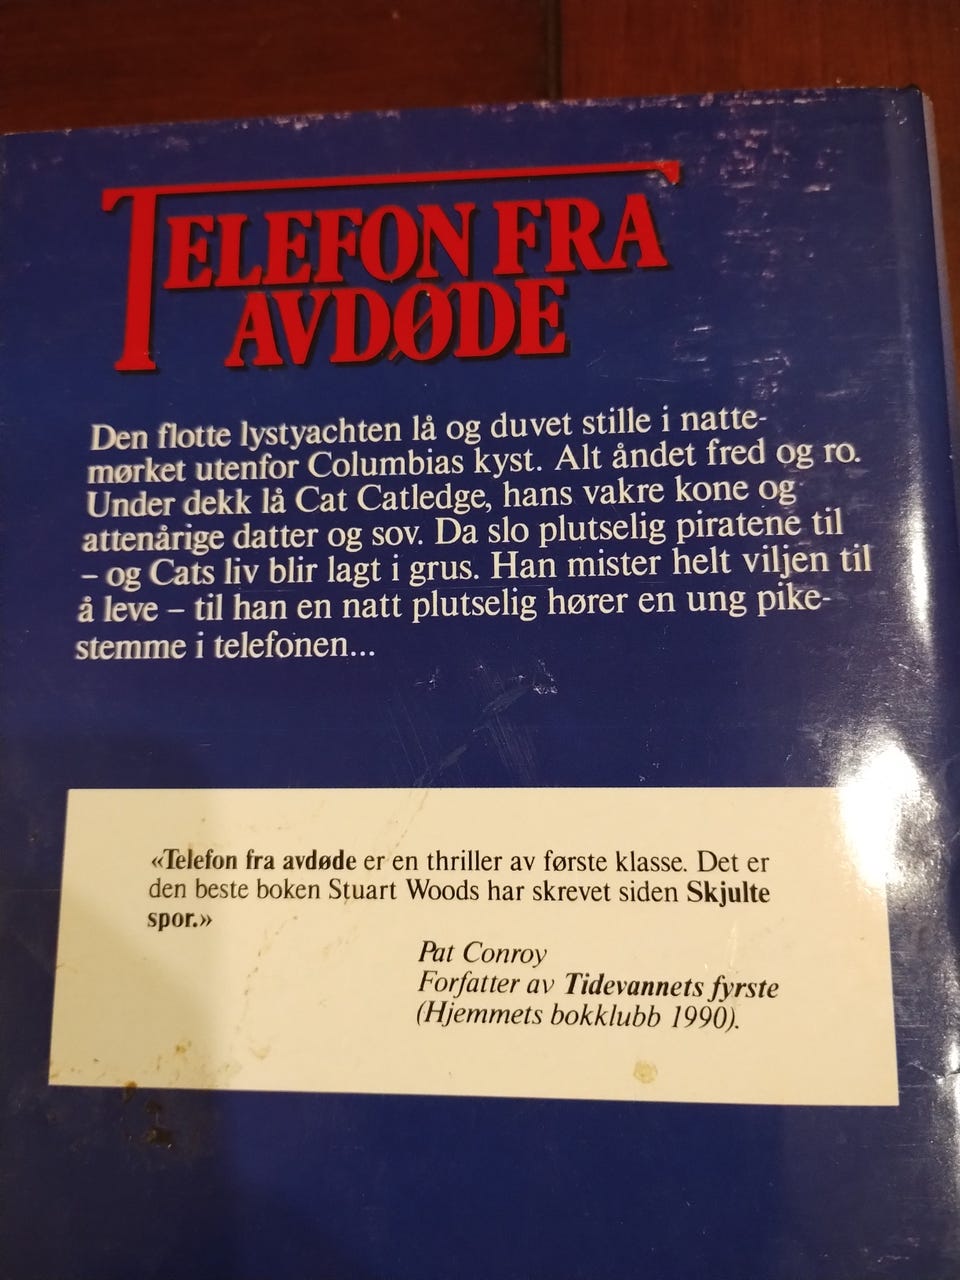 TELEFON FRA
AVDØDE
Den flotte lystyachten lå og duvet stille i natte-
mørket utenfor Columbias kyst. Alt åndet fred og ro.
Under dekk lå Cat Catledge, hans vakre kone og
attenårige datter og sov. Da slo plutselig piratene til
– og Cats liv blir lagt i grus. Han mister helt viljen til
å leve – til han en natt plutselig hører en ung pike-
stemme i telefonen...
«Telefon fra avdøde er en thriller av første klasse. Det er
den beste boken Stuart Woods har skrevet siden Skjulte
spor.»
Pat Conroy
Forfatter av Tidevannets fyrste
(Hjemmets bokklubb 1990).